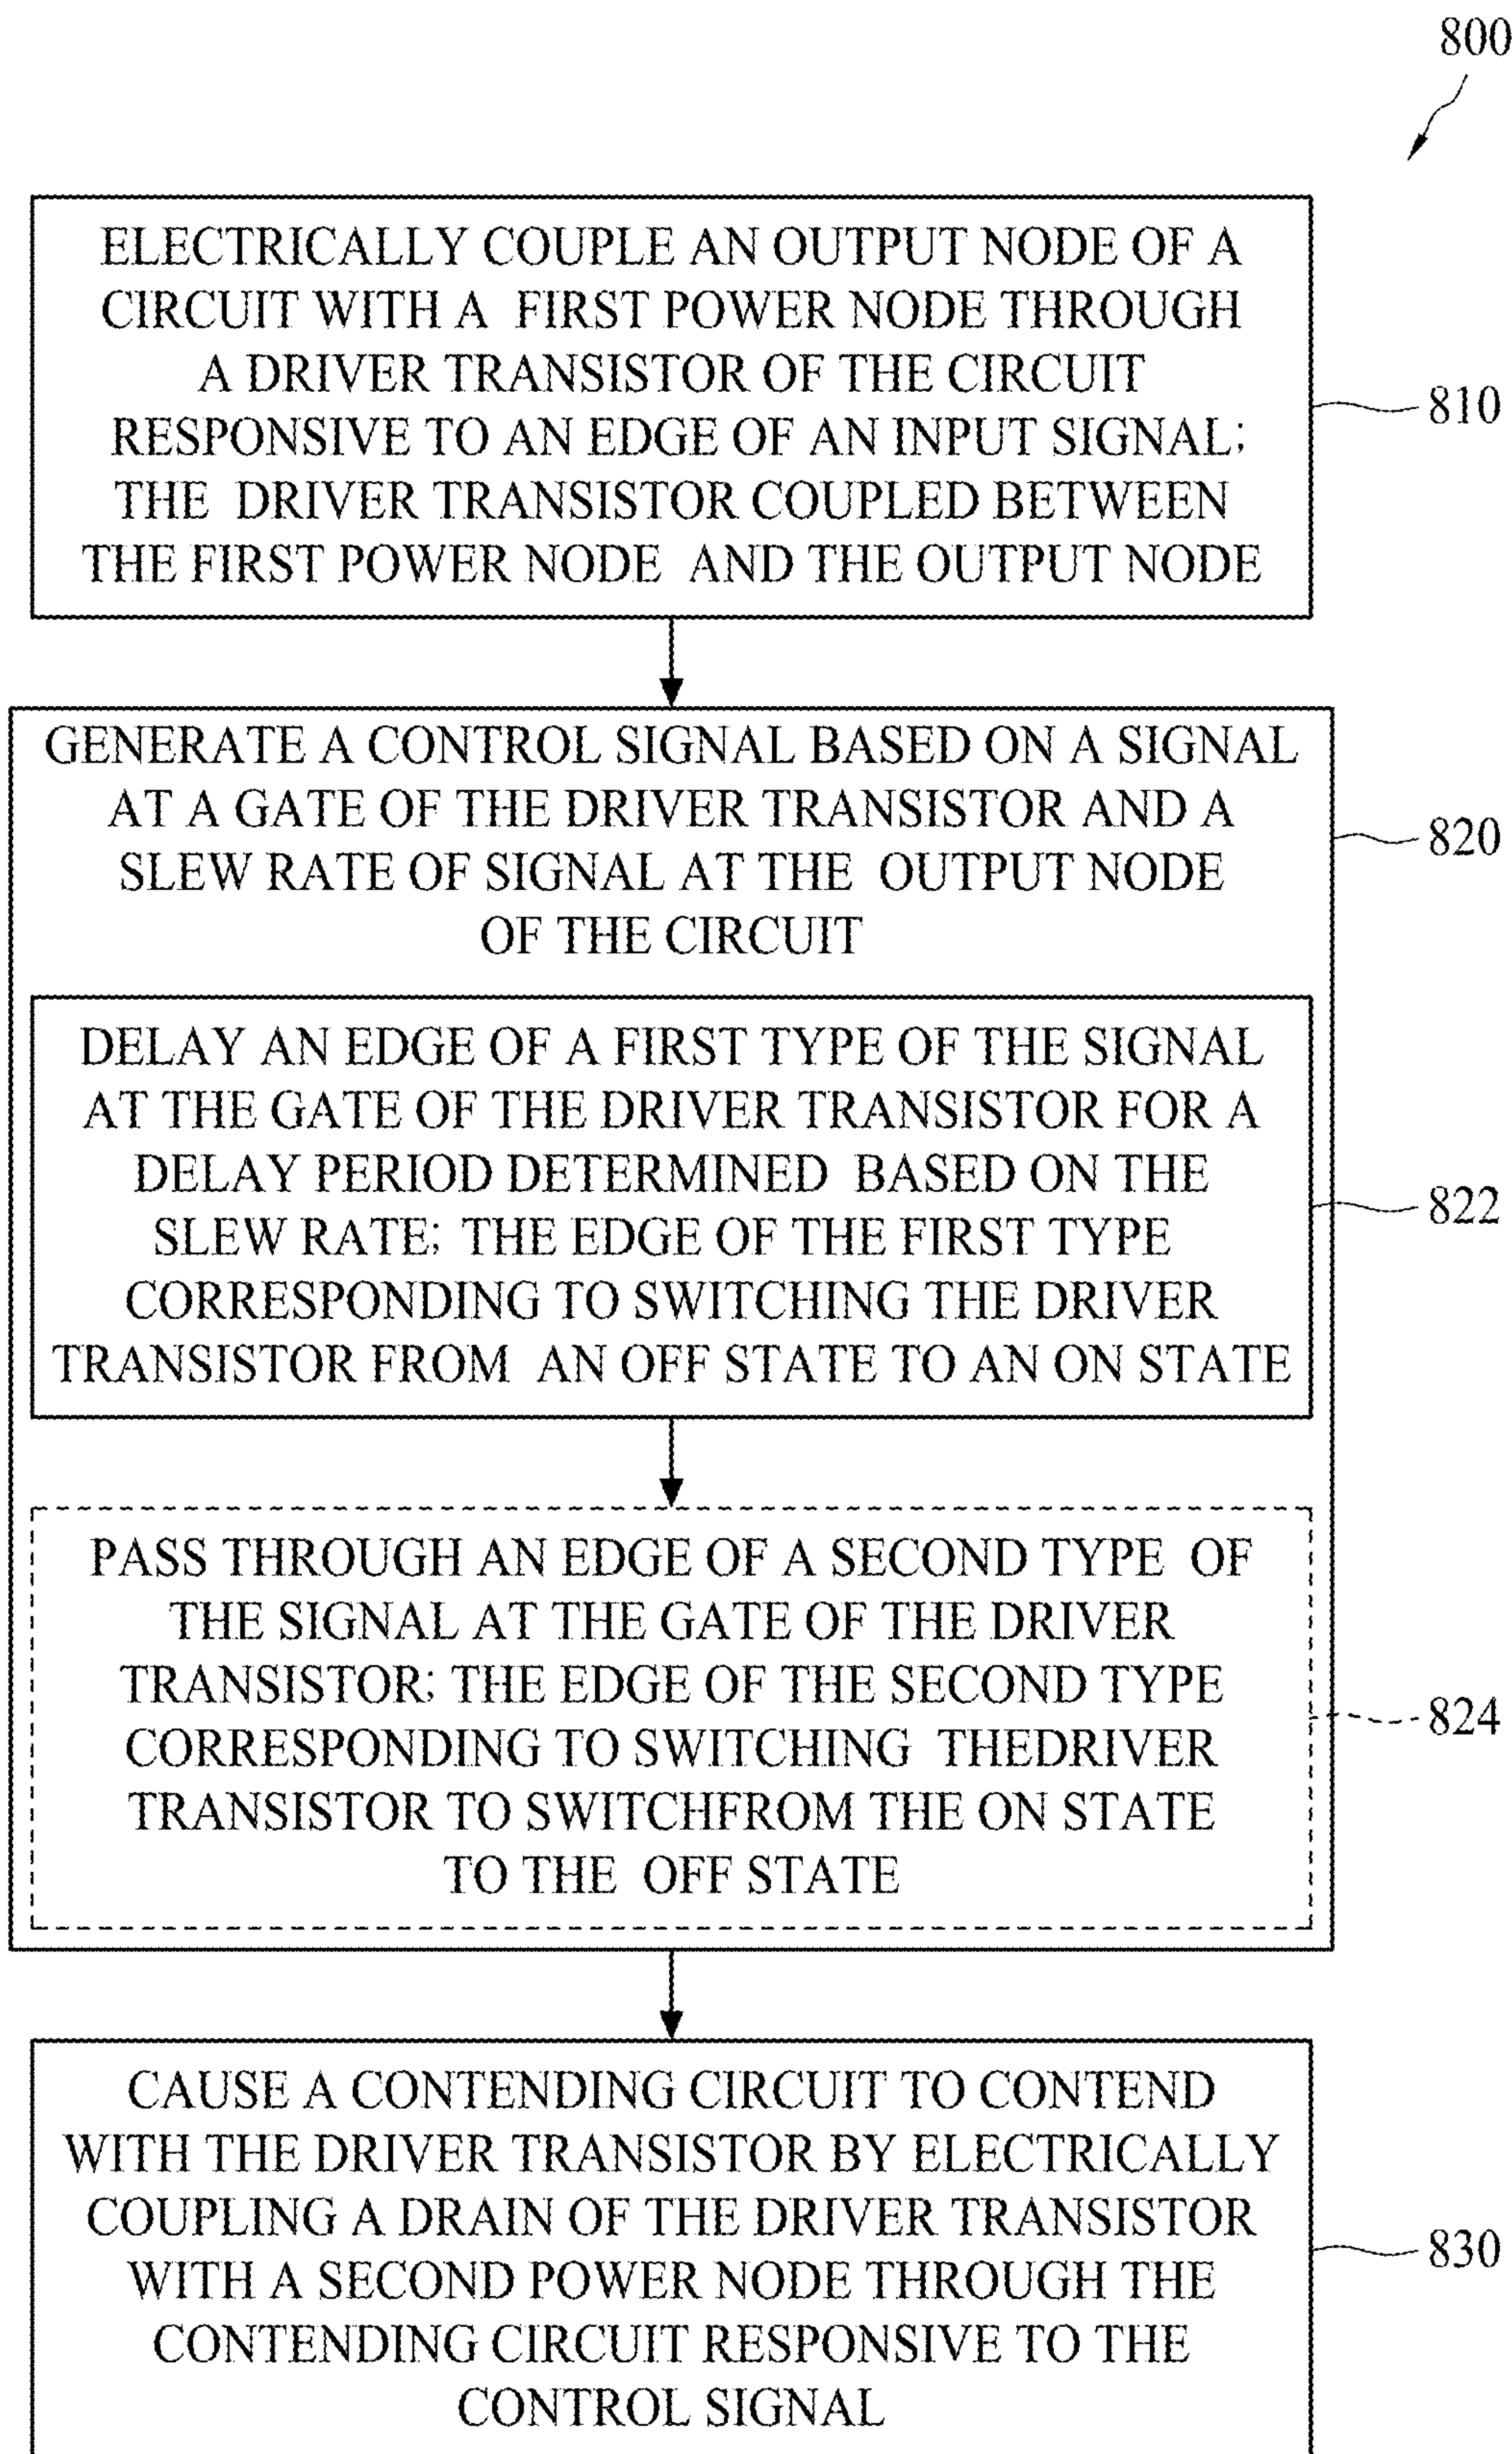 800
ELECTRICALLY COUPLE AN OUTPUT NODE OF A
CIRCUIT WITH A FIRST POWER NODE THROUGH
A DRIVER TRANSISTOR OF THE CIRCUIT
RESPONSIVE TO AN EDGE OF AN INPUT SIGNAL;
THE DRIVER TRANSISTOR COUPLED BETWEEN
THE FIRST POWER NODE AND THE OUTPUT NODE
810
GENERATE A CONTROL SIGNAL BASED ON A SIGNAL
AT A GATE OF THE DRIVER TRANSISTOR AND A
SLEW RATE OF SIGNAL AT THE OUTPUT NODE
OF THE CIRCUIT
820
DELAY AN EDGE OF A FIRST TYPE OF THE SIGNAL
AT THE GATE OF THE DRIVER TRANSISTOR FOR A
DELAY PERIOD DETERMINED BASED ON THE
SLEW RATE; THE EDGE OF THE FIRST TYPE
CORRESPONDING TO SWITCHING THE DRIVER
TRANSISTOR FROM AN OFF STATE TO AN ON STATE
822
PASS THROUGH AN EDGE OF A SECOND TYPE OF
THE SIGNAL AT THE GATE OF THE DRIVER
TRANSISTOR; THE EDGE OF THE SECOND TYPE
CORRESPONDING TO SWITCHING THEDRIVER
TRANSISTOR TO SWITCHFROM THE ON STATE
TO THE OFF STATE
824
CAUSE A CONTENDING CIRCUIT TO CONTEND
WITH THE DRIVER TRANSISTOR BY ELECTRICALLY
COUPLING A DRAIN OF THE DRIVER TRANSISTOR
WITH A SECOND POWER NODE THROUGH THE
CONTENDING CIRCUIT RESPONSIVE TO THE
CONTROL SIGNAL
830